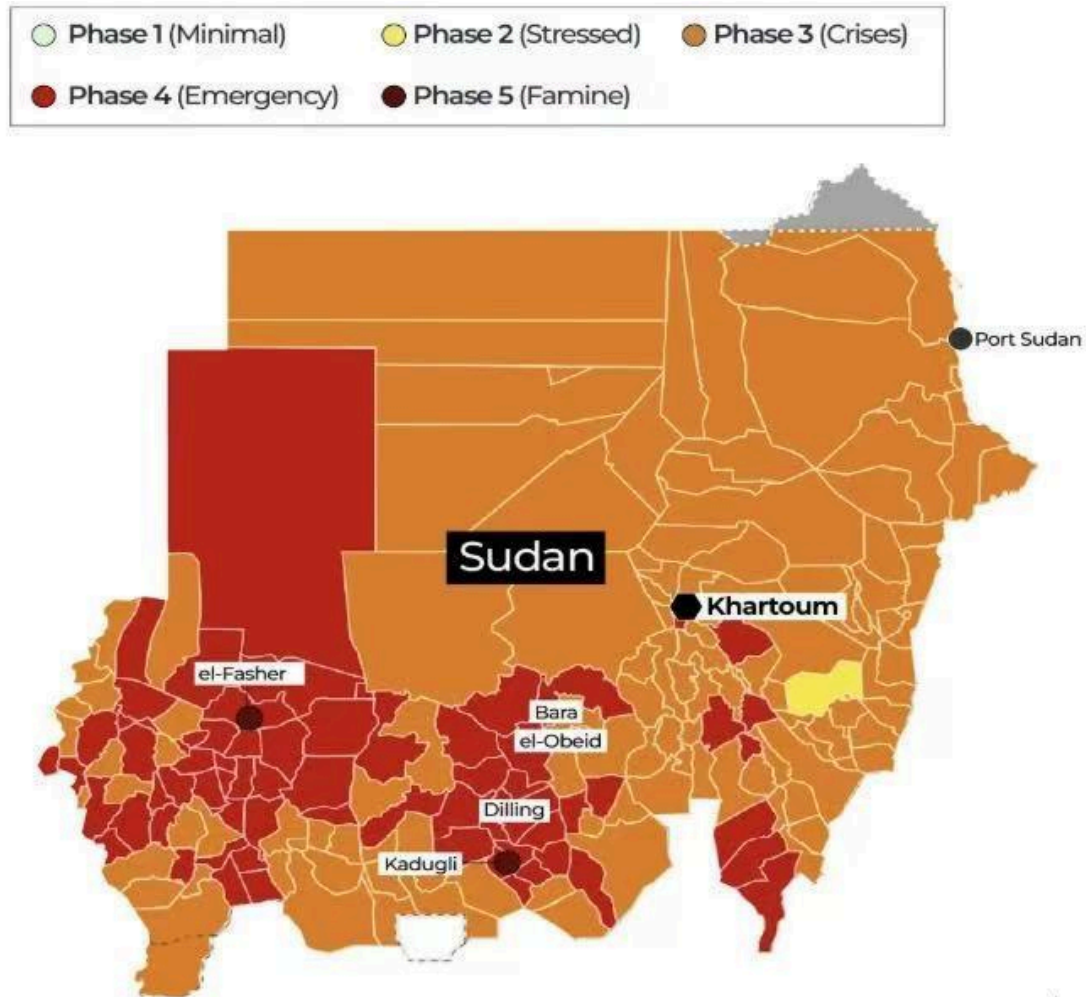 Phase 1 (Minimal)
Phase 2 (Stressed)
Phase 3 (Crises)
Phase 4 (Emergency)
Phase 5 (Famine)
Port Sudan
Sudan
Khartoum
el-Fasher
Bara
el-Obeid
Dilling
Kadugli